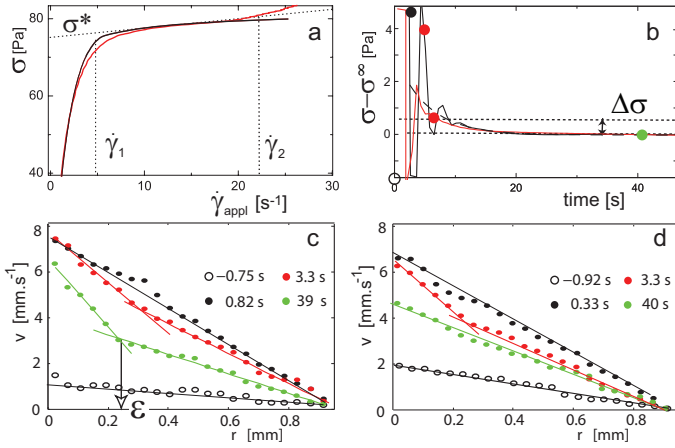 σ* a
σ [Pa]
80
60
40
γ̇₁ γ̇₂
0 10 20 30
γ̇appl [s⁻¹]
b
σ−σ∞ [Pa]
4
2
0
Δσ
0 20 40
time [s]
c
v [mm.s⁻¹]
8
6
4
2
0
−0.75 s 3.3 s
0.82 s 39 s
ε
0 0.2 0.4 0.6 0.8
r [mm]
d
v [mm.s⁻¹]
8
6
4
2
0
−0.92 s 3.3 s
0.33 s 40 s
0 0.2 0.4 0.6 0.8
r [mm]